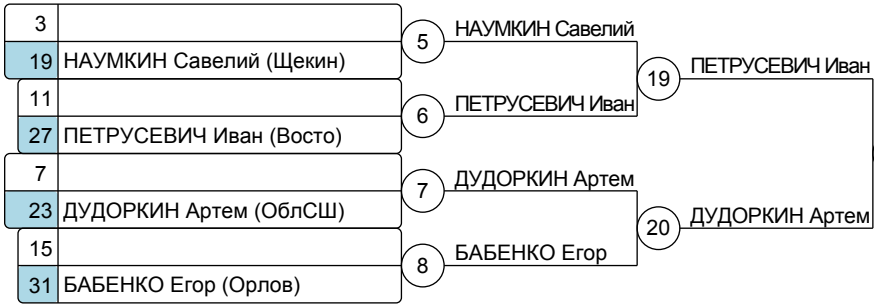 3
19 НАУМКИН Савелий (Щекин)
11
27 ПЕТРУСЕВИЧ Иван (Восто)
7
23 ДУДОРКИН Артем (ОблСШ)
15
31 БАБЕНКО Егор (Орлов)
5 НАУМКИН Савелий
6 ПЕТРУСЕВИЧ Иван
7 ДУДОРКИН Артем
8 БАБЕНКО Егор
19 ПЕТРУСЕВИЧ Иван
20 ДУДОРКИН Артем